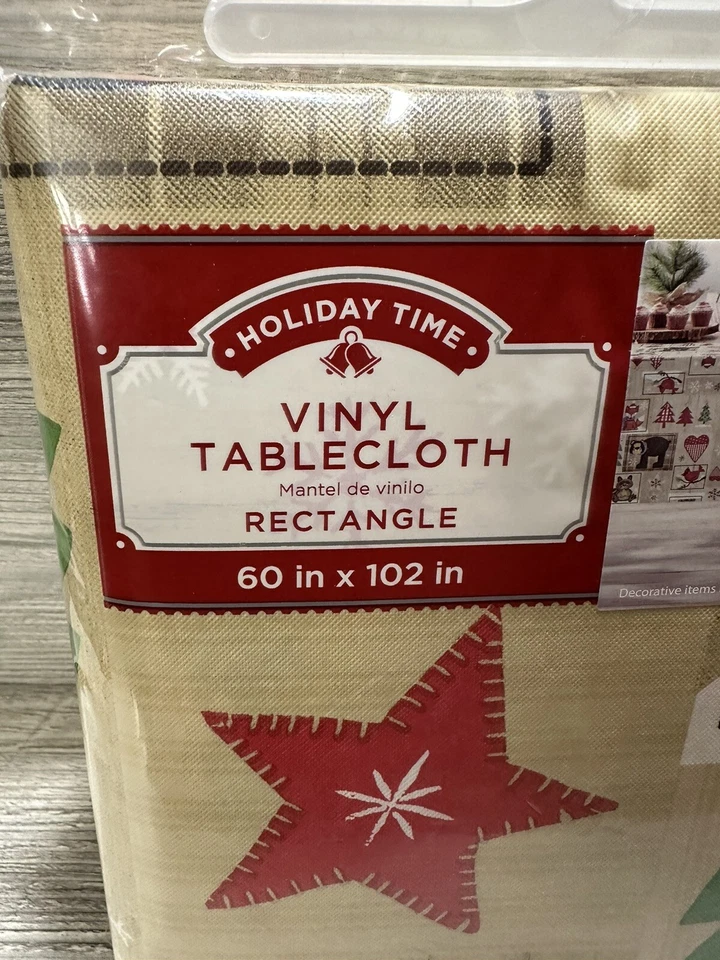 HOLIDAY TIME
VINYL
TABLECLOTH
Mantel de vinilo
RECTANGLE
60 in x 102 in
Decorative items